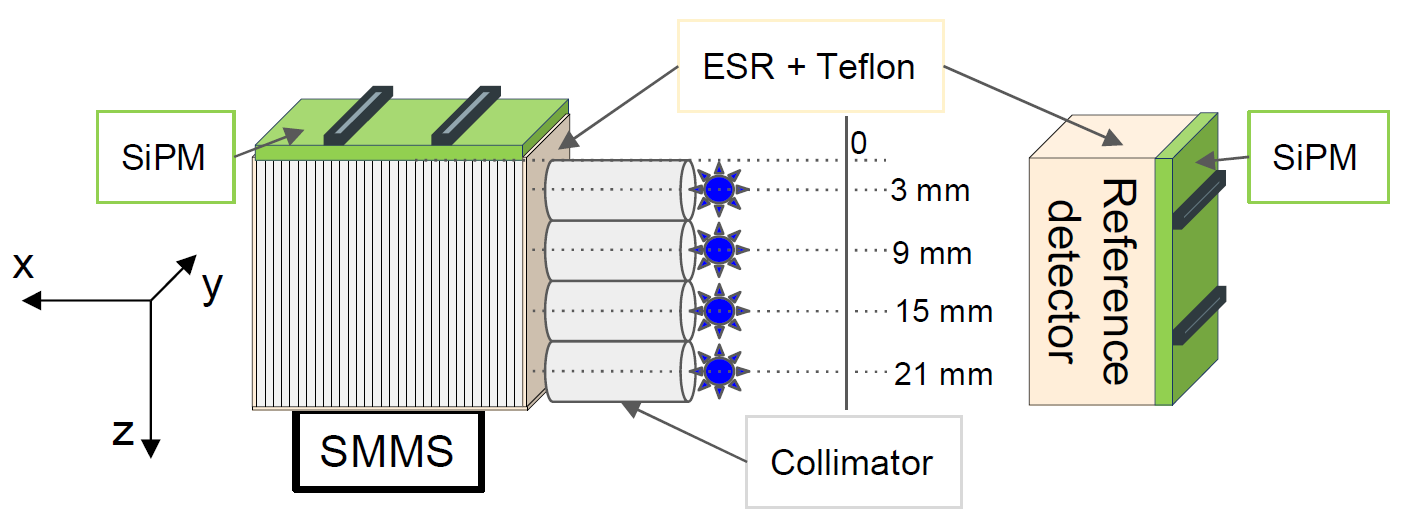 ESR + Teflon
SiPM
0
SiPM
3 mm
9 mm
15 mm
21 mm
Reference
detector
x
y
z
SMMS
Collimator